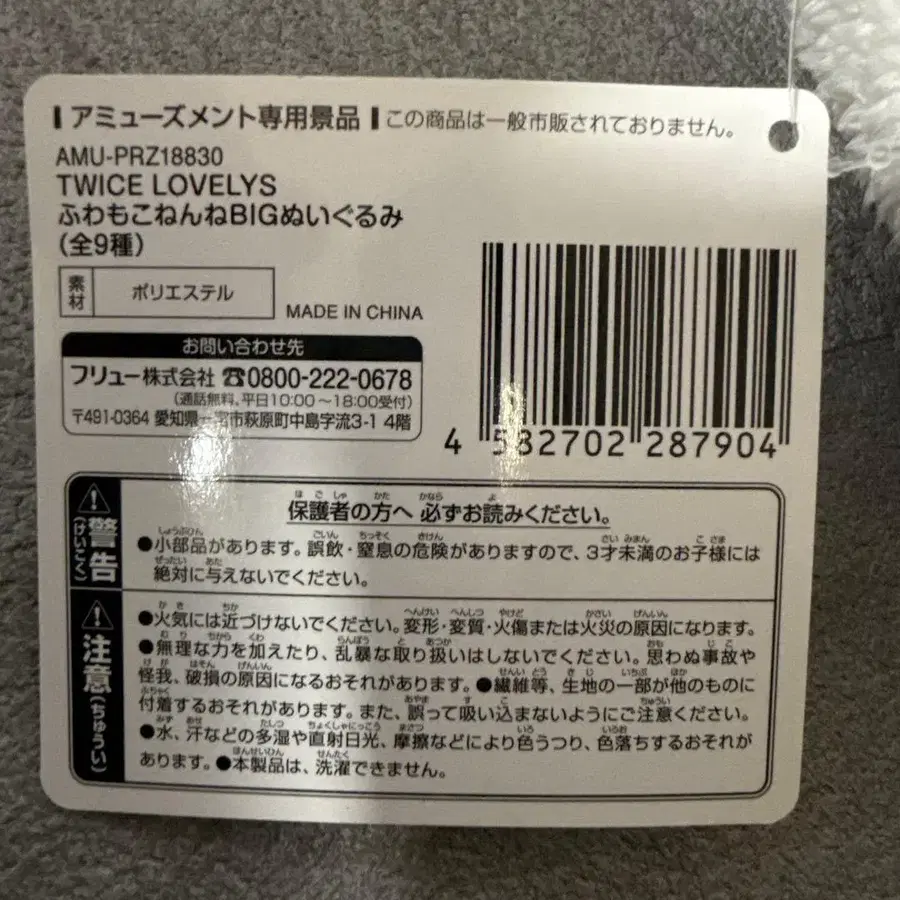 アミューズメント専用景品 この商品は一般市販されておりません。
AMU-PRZ18830
TWICE LOVELYS
ふわもこねんねBIGぬいぐるみ
(全9種)
素材 ポリエステル
MADE IN CHINA
お問い合わせ先
フリュー株式会社 ☎0800-222-0678
(通話無料、平日10:00〜18:00受付)
〒491-0364 愛知県一宮市萩原町中島字流3-1 4階
4 582702 287904
警告(けいこく)
保護者の方へ 必ずお読みください。
●小部品があります。誤飲・窒息の危険がありますので、3才未満のお子様には
絶対に与えないでください。
注意(ちゅうい)
●火気には近づけないでください。変形・変質・火傷または火災の原因になります。
●無理な力を加えたり、乱暴な取り扱いはしないでください。思わぬ事故や
怪我、破損の原因になるおそれがあります。●繊維等、生地の一部が他のものに
付着するおそれがあります。また、誤って吸い込まないようにご注意ください。
●水、汗などの多湿や直射日光、摩擦などにより色うつり、色落ちするおそれが
あります。●本製品は、洗濯できません。